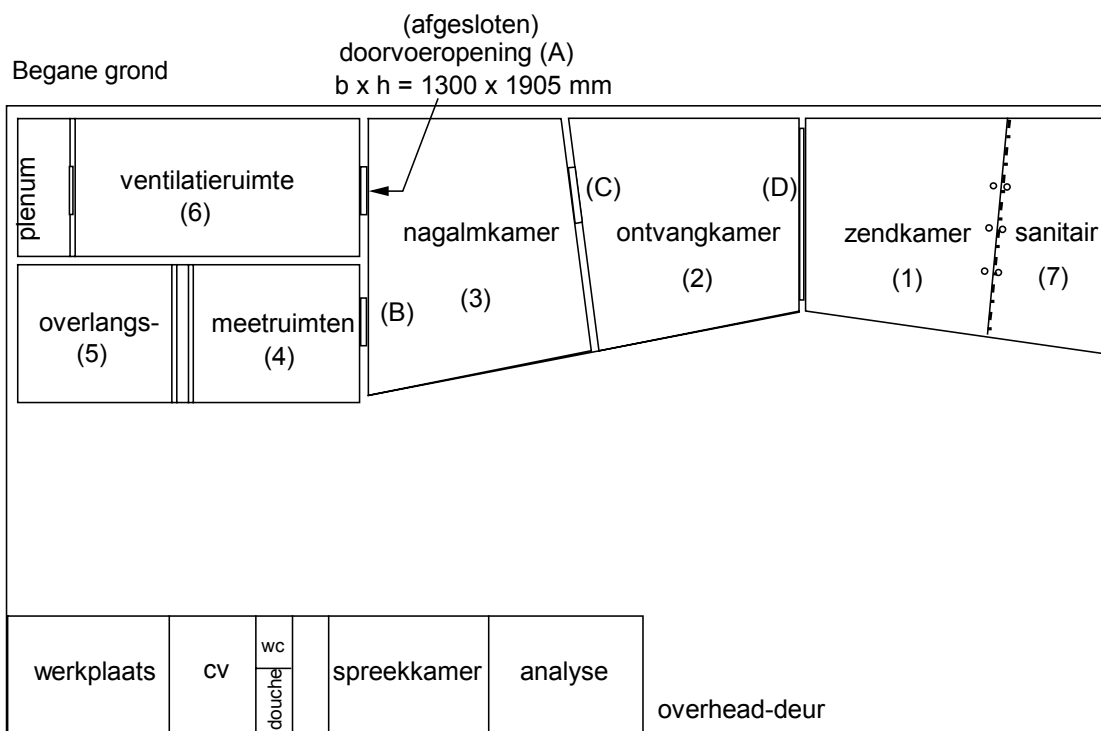 (afgesloten)
doorvoeropening (A)
b x h = 1300 x 1905 mm
Begane grond
plenum
ventilatieruimte
(6)
nagalmkamer
(3)
(C)
ontvangkamer
(2)
(D)
zendkamer
(1)
sanitair
(7)
overlangs-
(5)
meetruimten
(4)
(B)
werkplaats
cv
wc
douche
spreekkamer
analyse
overhead-deur